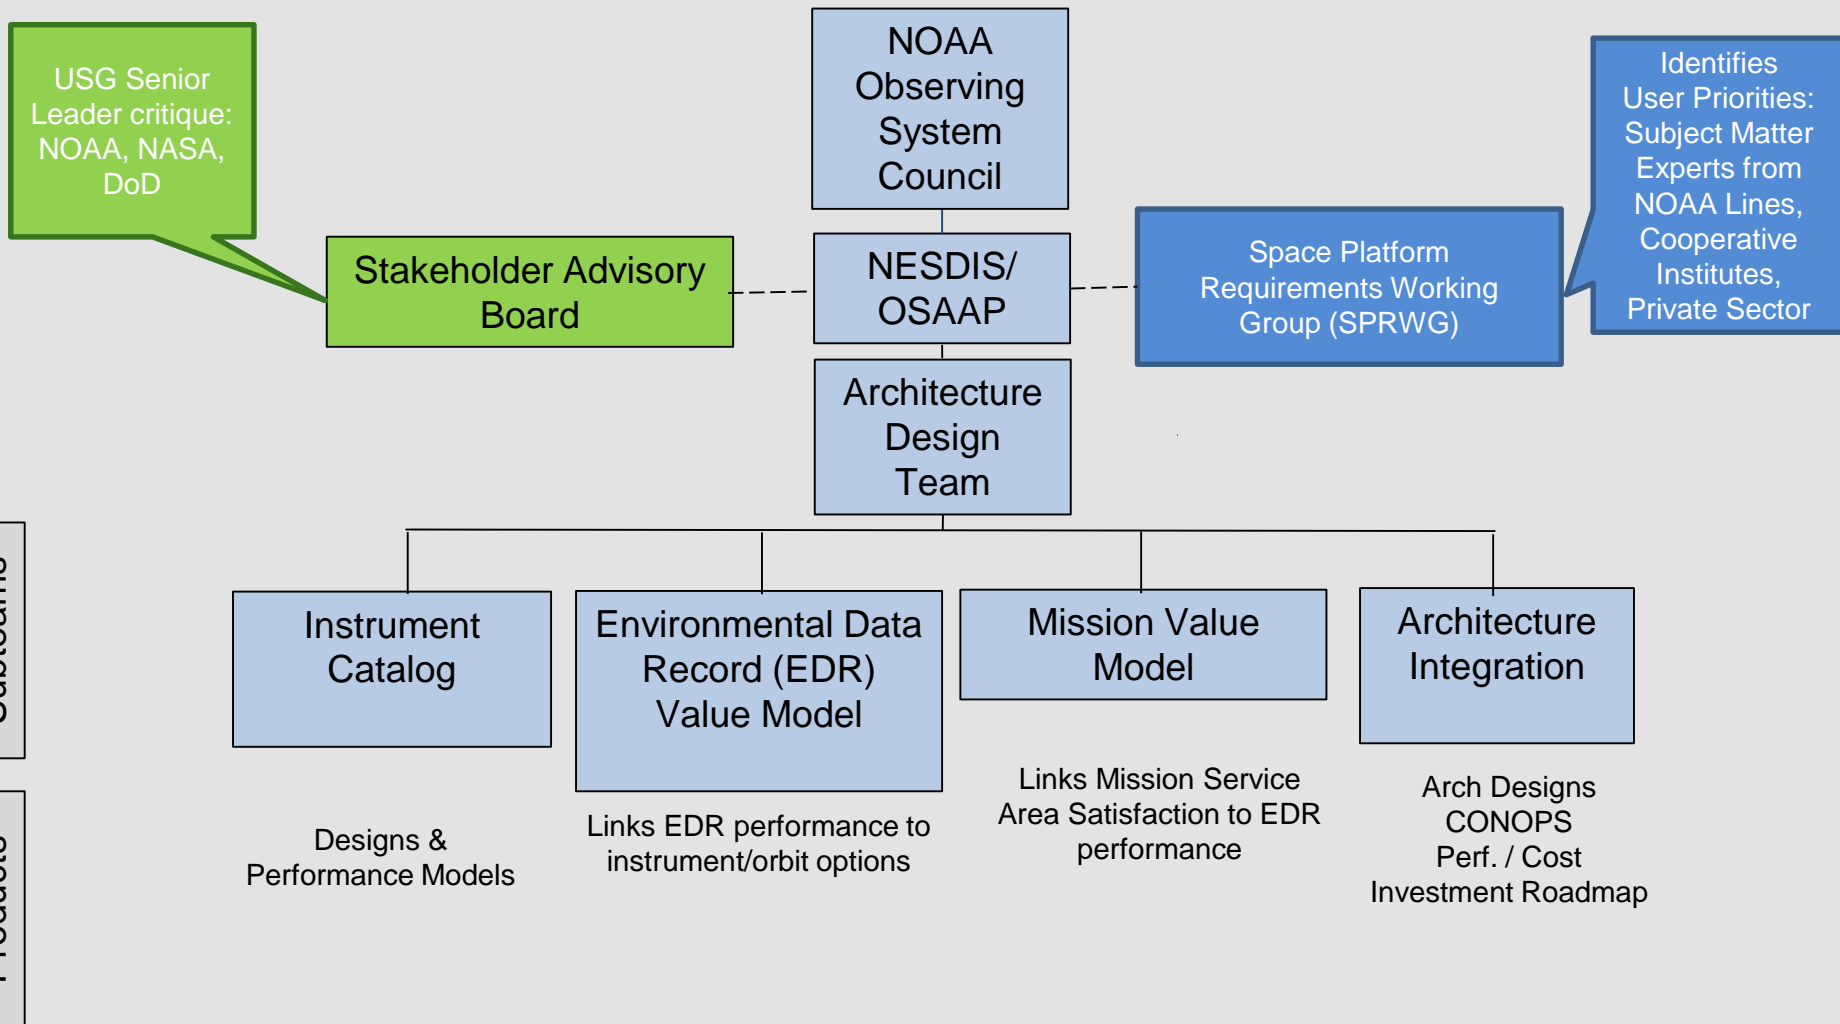 NOAA
Observing
System
Council
USG Senior
Leader critique:
NOAA, NASA,
DoD
Identifies
User Priorities:
Subject Matter
Experts from
NOAA Lines,
Cooperative
Institutes,
Private Sector
Stakeholder Advisory
Board
NESDIS/
OSAAP
Space Platform
Requirements Working
Group (SPRWG)
Architecture
Design
Team
Subteams
Instrument
Catalog
Environmental Data
Record (EDR)
Value Model
Mission Value
Model
Architecture
Integration
Products
Designs &
Performance Models
Links EDR performance to
instrument/orbit options
Links Mission Service
Area Satisfaction to EDR
performance
Arch Designs
CONOPS
Perf. / Cost
Investment Roadmap